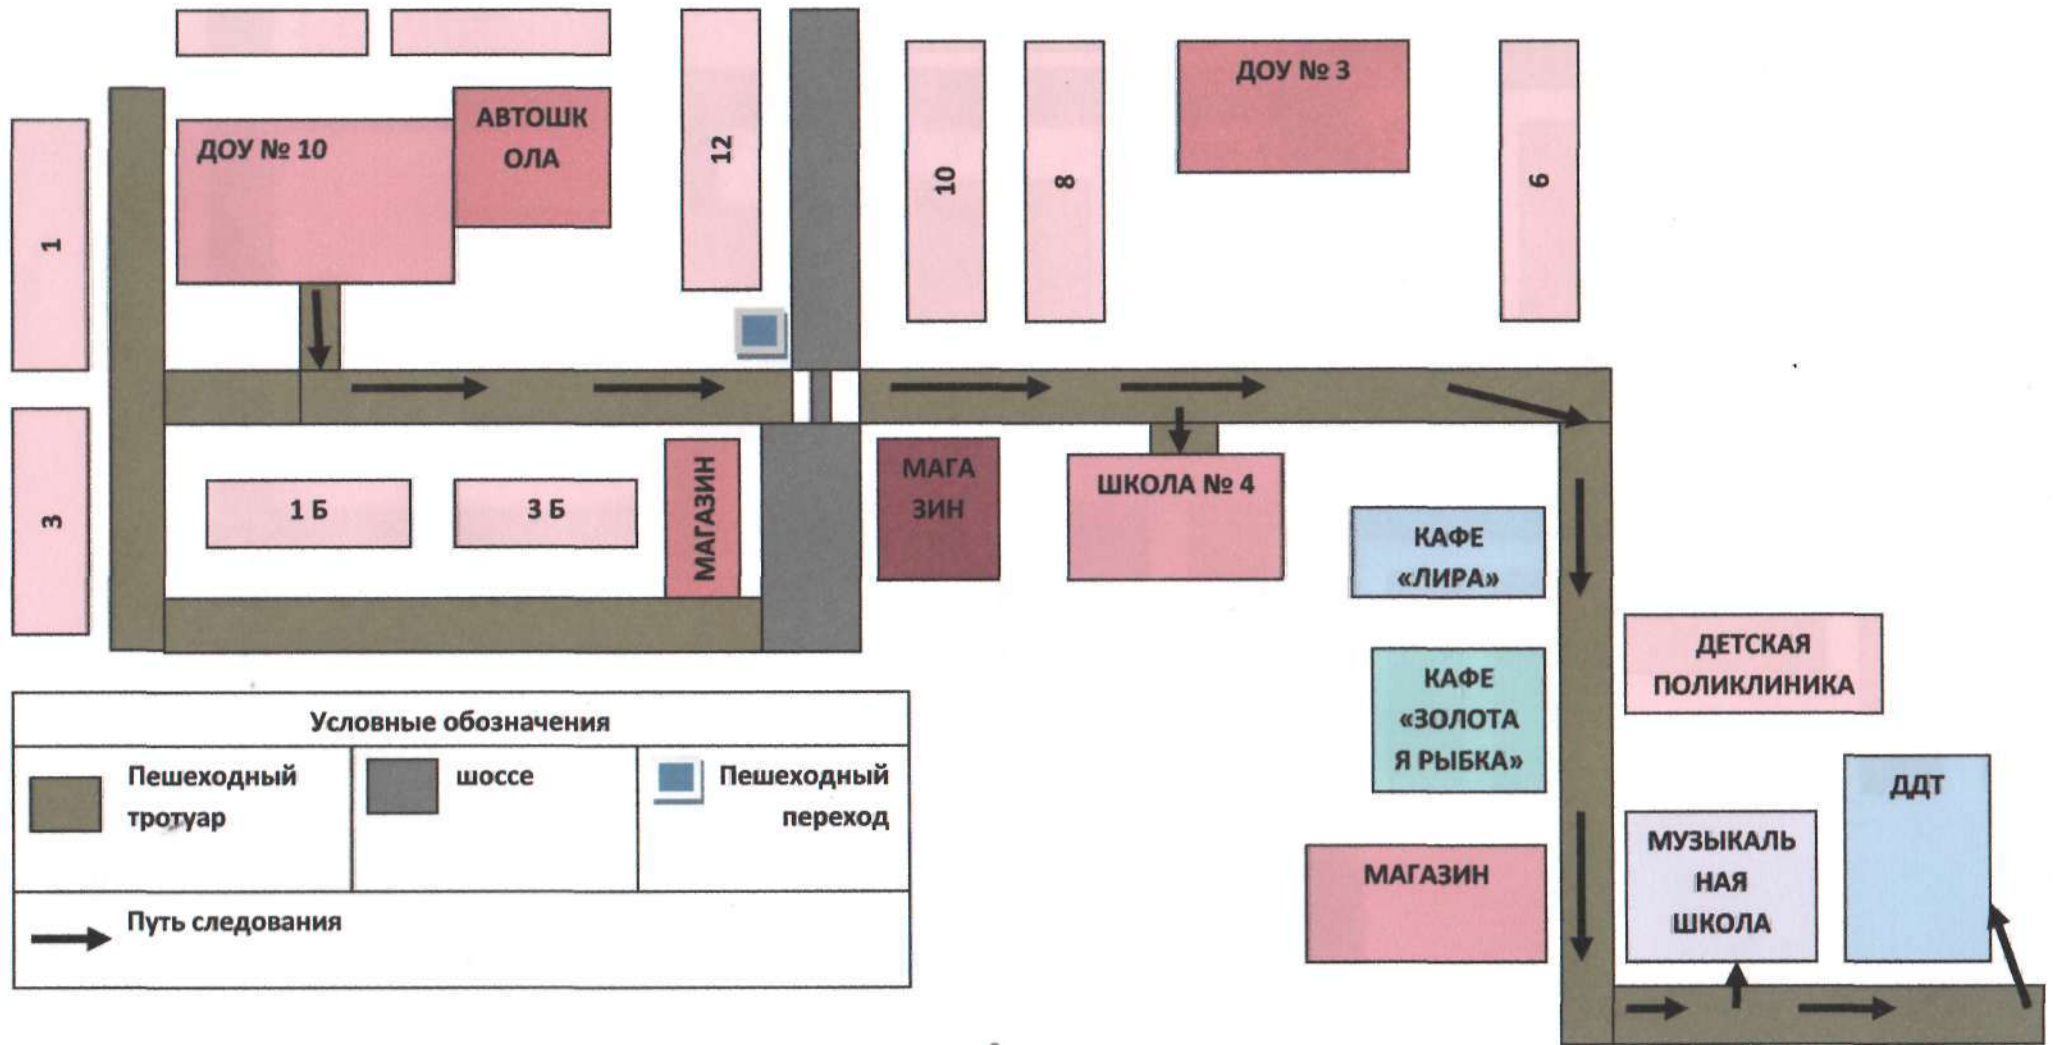 ДОУ № 10
АВТОШК
ОЛА
12
10
8
ДОУ № 3
6
1
3
1 Б
3 Б
МАГАЗИН
МАГА
ЗИН
ШКОЛА № 4
КАФЕ
«ЛИРА»
КАФЕ
«ЗОЛОТА
Я РЫБКА»
ДЕТСКАЯ
ПОЛИКЛИНИКА
МАГАЗИН
МУЗЫКАЛЬ
НАЯ
ШКОЛА
ДДТ
Условные обозначения
Пешеходный
тротуар
шоссе
Пешеходный
переход
Путь следования